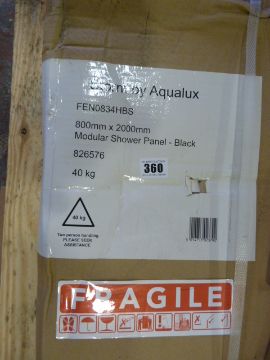 by Aqualux
FEN0834HBS
800mm x 2000mm
Modular Shower Panel - Black
826576
360
40 kg
40 kg
Two person handling
PLEASE SEEK
ASSISTANCE
FRAGILE